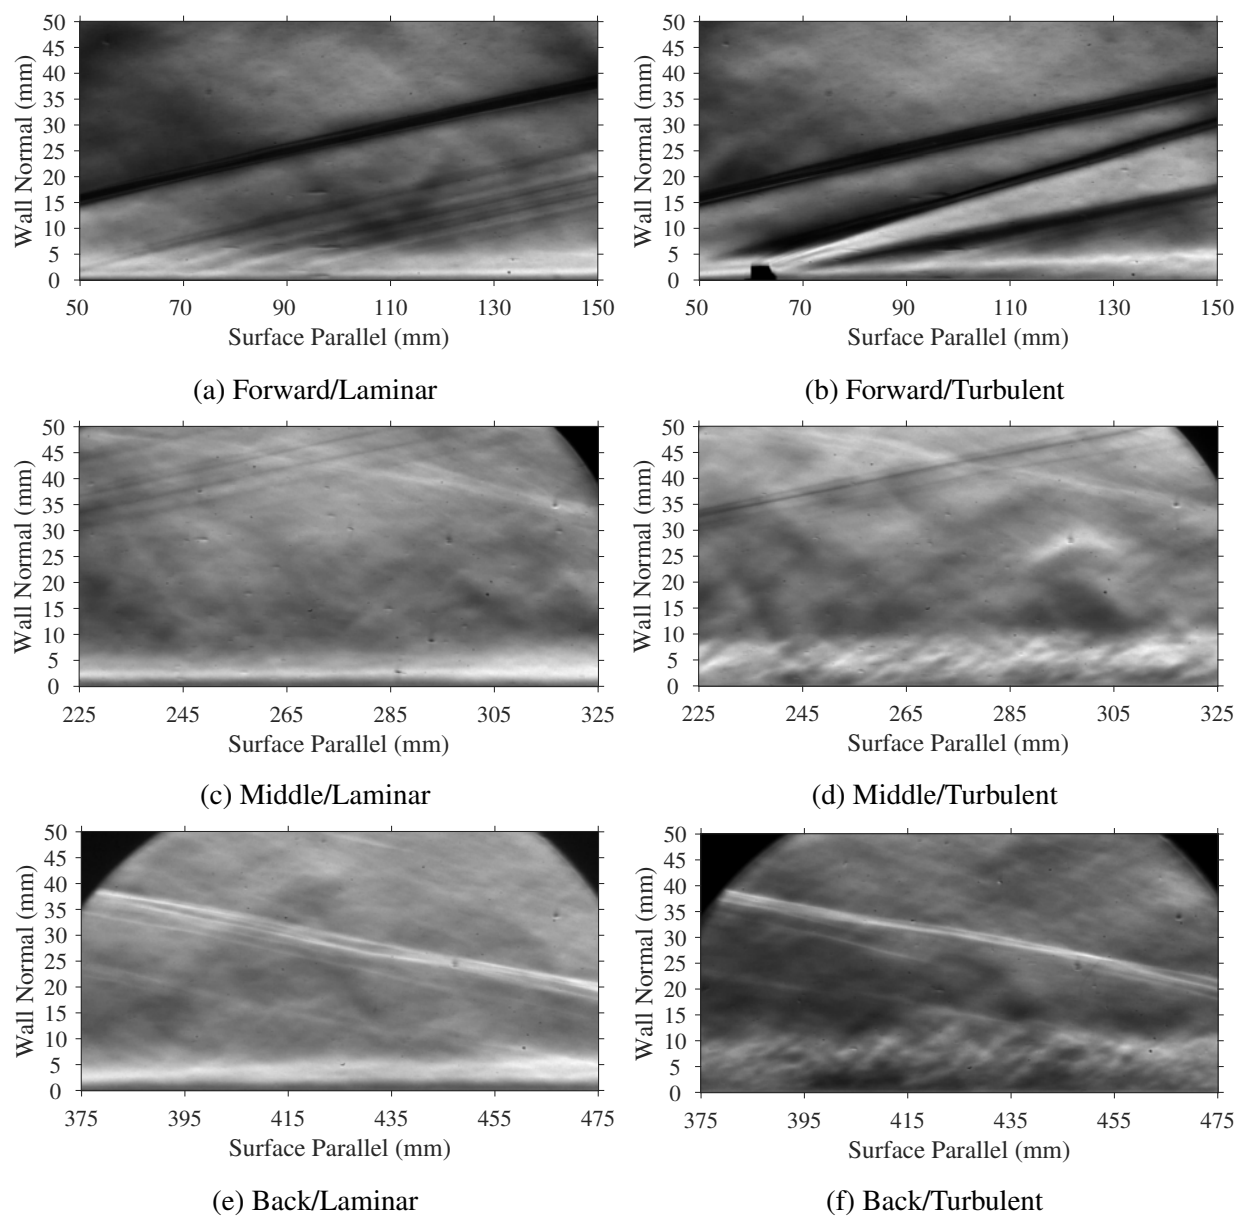 50
45
40
35
30
25
20
15
10
5
0
Wall Normal (mm)
50 70 90 110 130 150
Surface Parallel (mm)
(a) Forward/Laminar
50
45
40
35
30
25
20
15
10
5
0
Wall Normal (mm)
50 70 90 110 130 150
Surface Parallel (mm)
(b) Forward/Turbulent
50
45
40
35
30
25
20
15
10
5
0
Wall Normal (mm)
225 245 265 285 305 325
Surface Parallel (mm)
(c) Middle/Laminar
50
45
40
35
30
25
20
15
10
5
0
Wall Normal (mm)
225 245 265 285 305 325
Surface Parallel (mm)
(d) Middle/Turbulent
50
45
40
35
30
25
20
15
10
5
0
Wall Normal (mm)
375 395 415 435 455 475
Surface Parallel (mm)
(e) Back/Laminar
50
45
40
35
30
25
20
15
10
5
0
Wall Normal (mm)
375 395 415 435 455 475
Surface Parallel (mm)
(f) Back/Turbulent